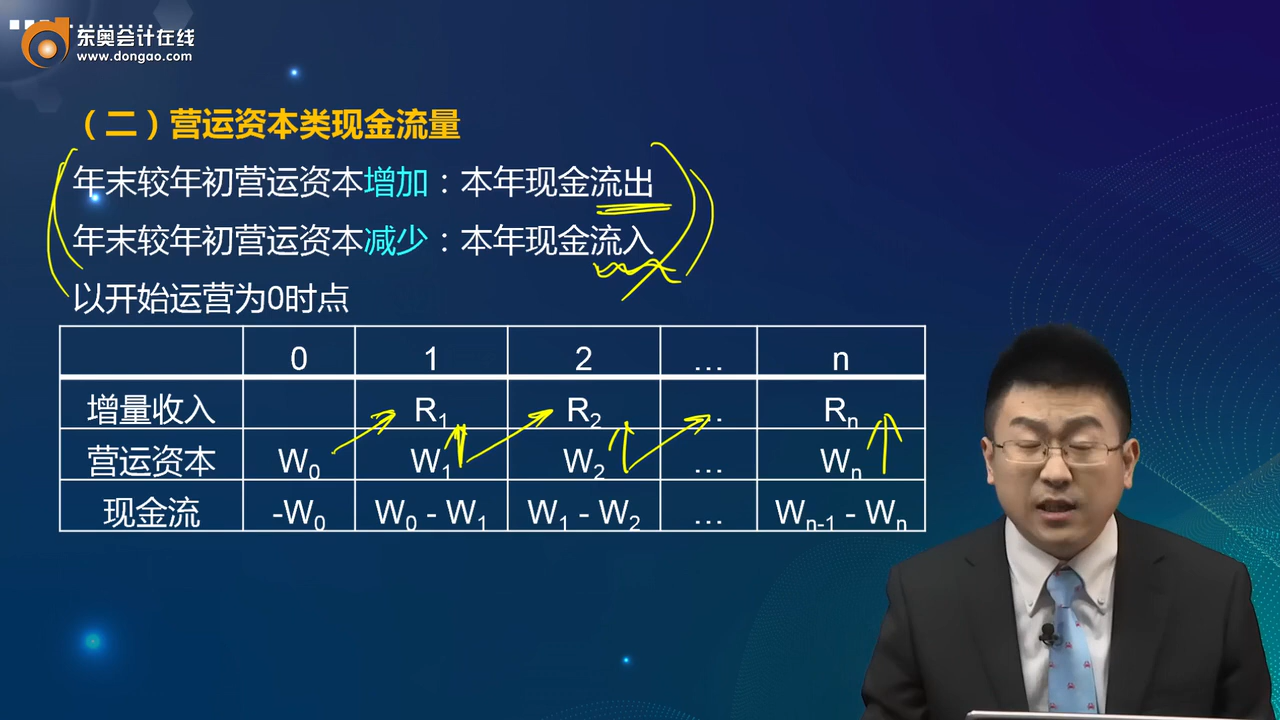 东奥会计在线
www.dongao.com
（二）营运资本类现金流量
年末较年初营运资本增加：本年现金流出
年末较年初营运资本减少：本年现金流入
以开始运营为0时点
0 1 2 … n
增量收入 R₁ R₂ … Rₙ
营运资本 W₀ W₁ W₂ … Wₙ
现金流 -W₀ W₀ - W₁ W₁ - W₂ … Wₙ₋₁ - Wₙ